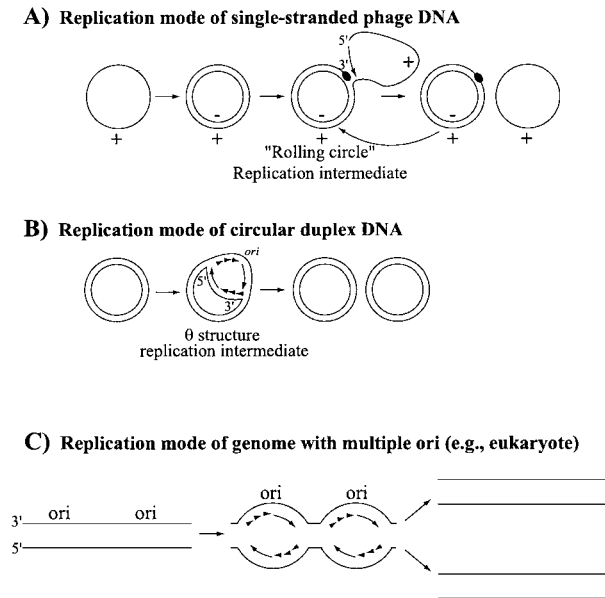 A) Replication mode of single-stranded phage DNA
5'
3'
+
- - -
+ + + + +
"Rolling circle"
Replication intermediate
B) Replication mode of circular duplex DNA
ori
5'
3'
θ structure
replication intermediate
C) Replication mode of genome with multiple ori (e.g., eukaryote)
ori ori ori ori
3'
5'